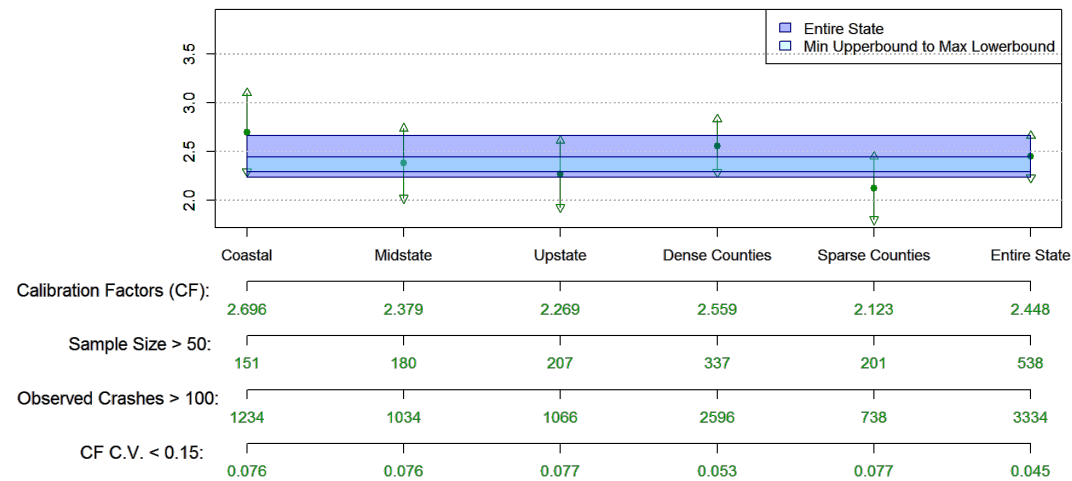 Entire State
Min Upperbound to Max Lowerbound
3.5
3.0
2.5
2.0
Coastal Midstate Upstate Dense Counties Sparse Counties Entire State
Calibration Factors (CF):
2.696 2.379 2.269 2.559 2.123 2.448
Sample Size > 50:
151 180 207 337 201 538
Observed Crashes > 100:
1234 1034 1066 2596 738 3334
CF C.V. < 0.15:
0.076 0.076 0.077 0.053 0.077 0.045